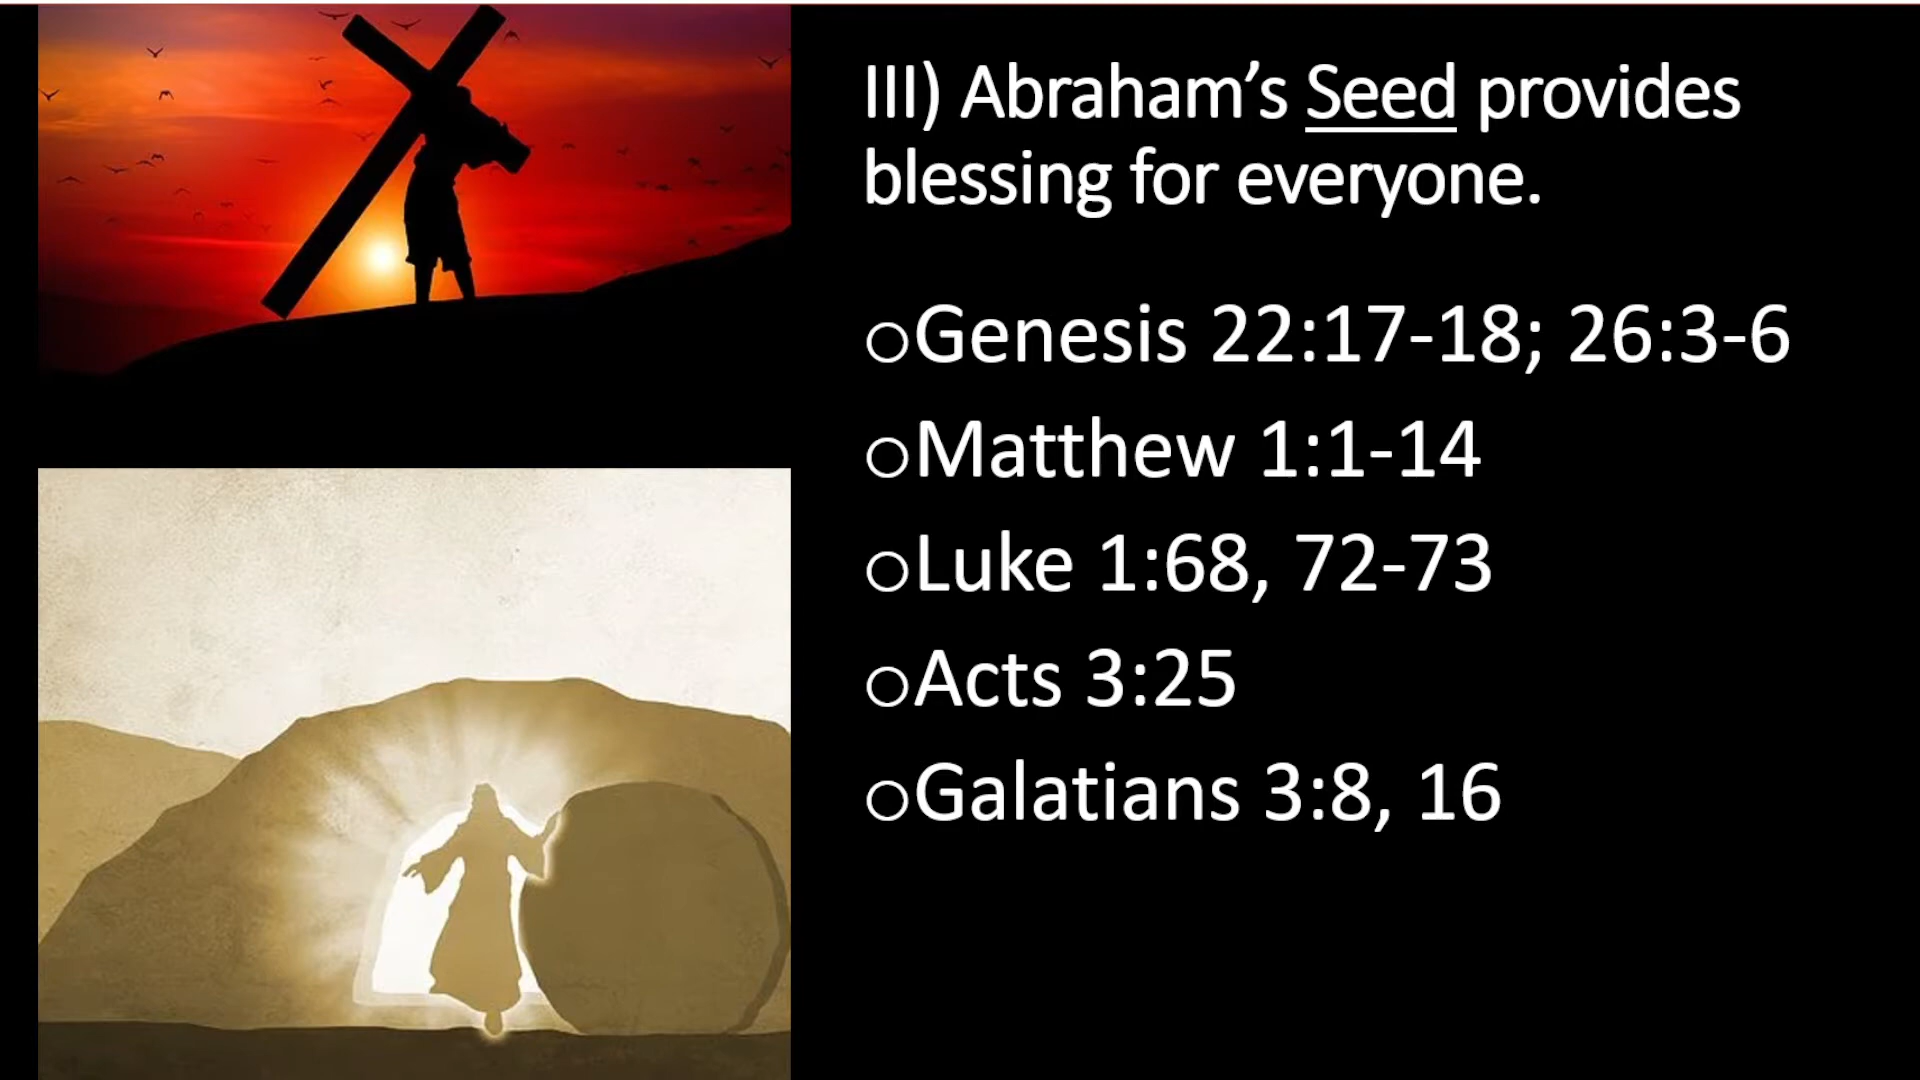 III) Abraham’s Seed provides
blessing for everyone.
oGenesis 22:17-18; 26:3-6
oMatthew 1:1-14
oLuke 1:68, 72-73
oActs 3:25
oGalatians 3:8, 16